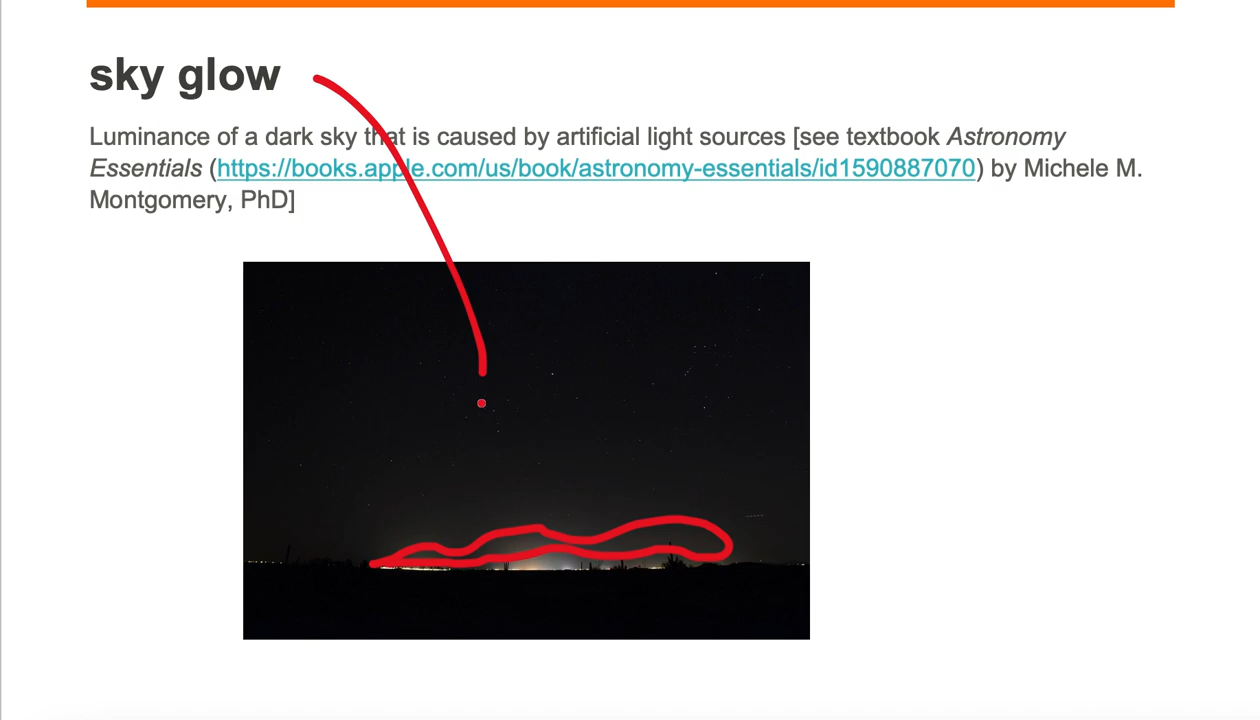 sky glow
Luminance of a dark sky that is caused by artificial light sources [see textbook Astronomy
Essentials (https://books.apple.com/us/book/astronomy-essentials/id1590887070) by Michele M.
Montgomery, PhD]